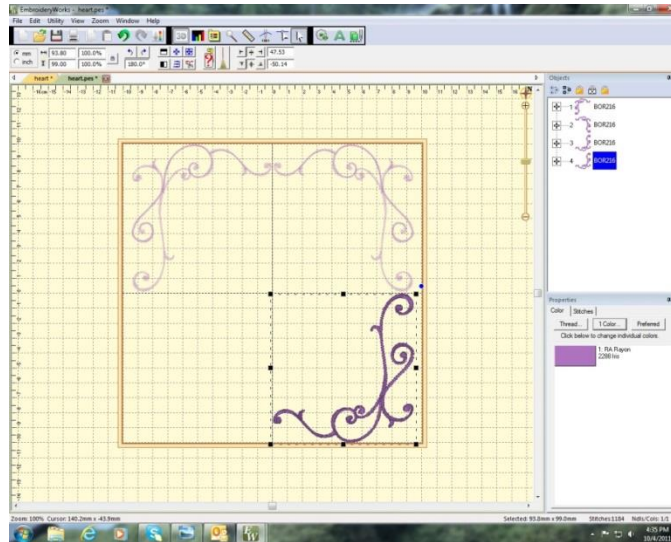 EmbroideryWorks - heart.pes *
File Edit Utility View Zoom Window Help
30
mm 93.80 100.0% 47.53
inch 99.00 100.0% 180.0° -50.14
heart * heart.pes *
Objects
1 BOR216
2 BOR216
3 BOR216
4 BOR216
Properties
Color Stitches
Thread... 1 Color... Preferred
Click below to change individual colors.
1: RA Rayon
Zoom: 100% Cursor: 140.2mm x -43.9mm Selected: 93.8mm x 99.0mm Stitches:1184 Ndls/Cols: 1/1
4:35 PM